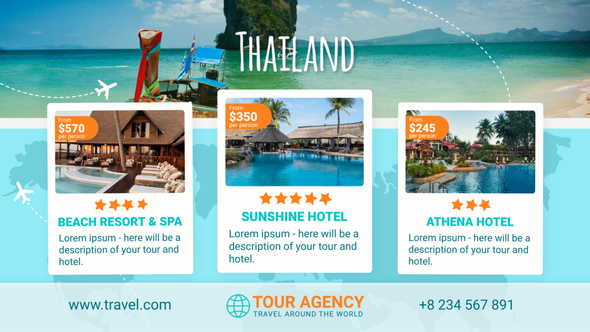 THAILAND
From
$570
per person
BEACH RESORT & SPA
Lorem ipsum - here will be a
description of your tour and
hotel.
From
$350
per person
SUNSHINE HOTEL
Lorem ipsum - here will be a
description of your tour and
hotel.
From
$245
per person
ATHENA HOTEL
Lorem ipsum - here will be a
description of your tour and
hotel.
www.travel.com
TOUR AGENCY
TRAVEL AROUND THE WORLD
+8 234 567 891